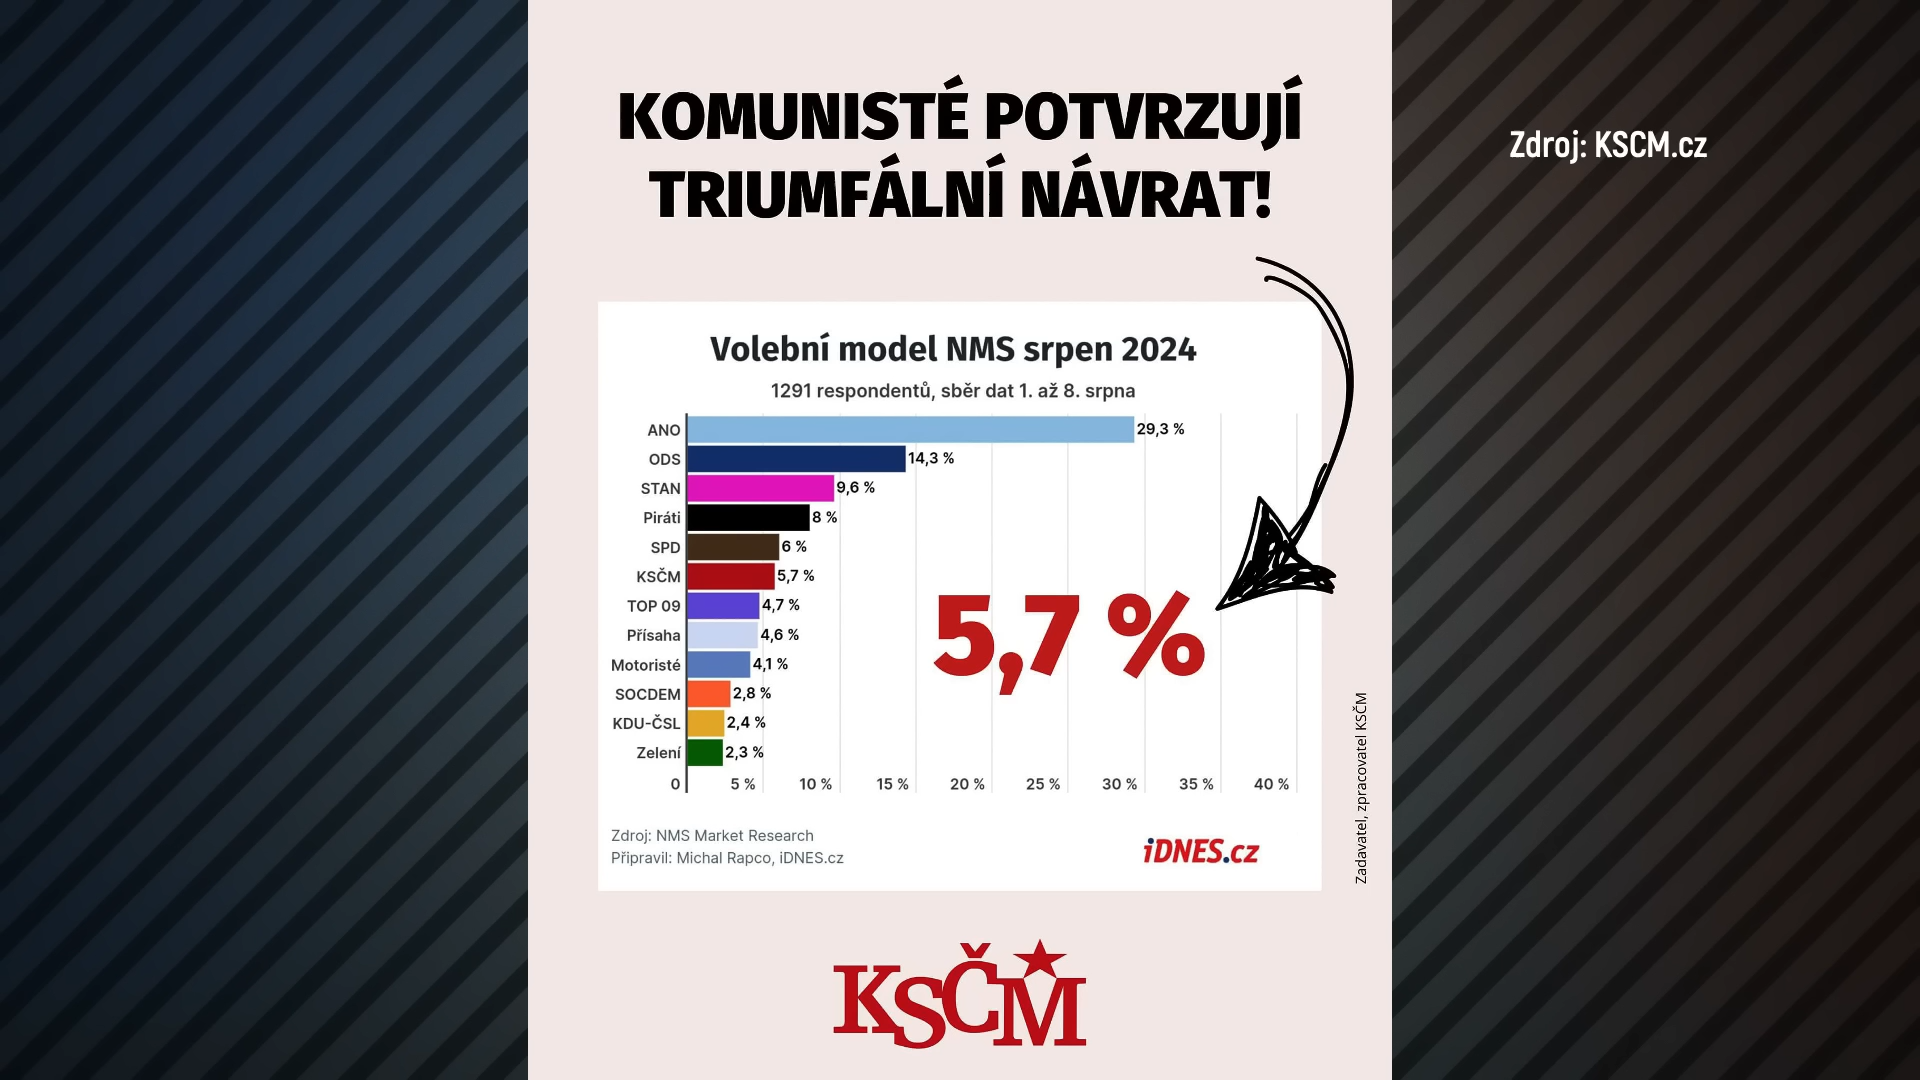 KOMUNISTÉ POTVRZUJÍ
TRIUMFÁLNÍ NÁVRAT!
Zdroj: KSCM.cz
Volební model NMS srpen 2024
1291 respondentů, sběr dat 1. až 8. srpna
ANO 29,3 %
ODS 14,3 %
STAN 9,6 %
Piráti 8 %
SPD 6 %
KSČM 5,7 %
TOP 09 4,7 %
Přísaha 4,6 %
Motoristé 4,1 %
SOCDEM 2,8 %
KDU-ČSL 2,4 %
Zelení 2,3 %
0 5 % 10 % 15 % 20 % 25 % 30 % 35 % 40 %
5,7 %
Zdroj: NMS Market Research
Připravil: Michal Rapco, iDNES.cz
iDNES.cz
Zadavatel, zpracovatel KSČM
KSČM